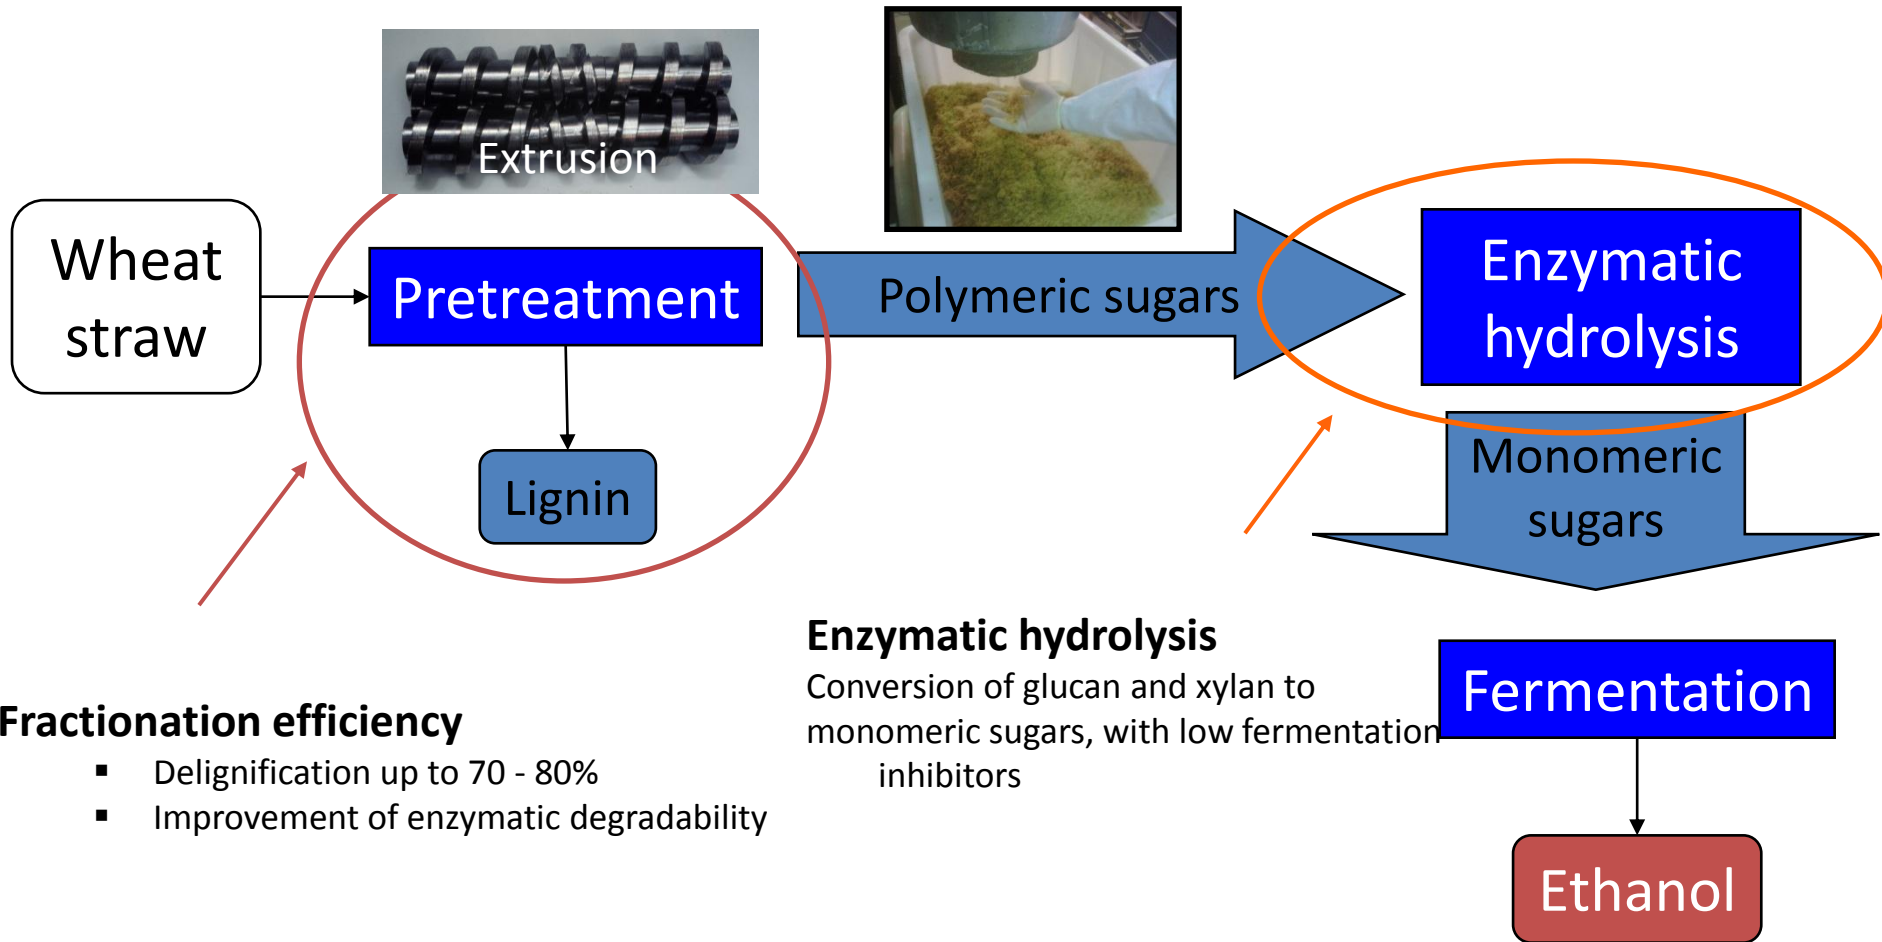 Extrusion
Wheat
straw
Pretreatment
Polymeric sugars
Enzymatic
hydrolysis
Lignin
Monomeric
sugars
Fractionation efficiency
▪ Delignification up to 70 - 80%
▪ Improvement of enzymatic degradability
Enzymatic hydrolysis
Conversion of glucan and xylan to
monomeric sugars, with low fermentation
inhibitors
Fermentation
Ethanol